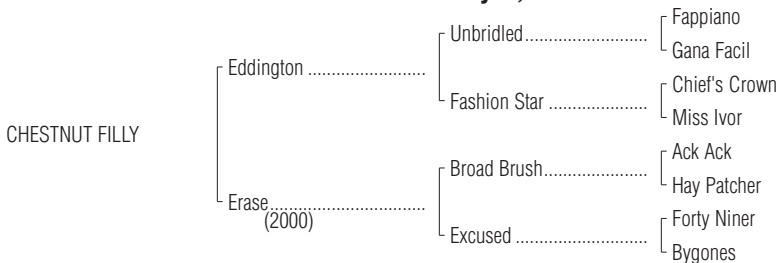 Fappiano
Unbridled..........................
Gana Facil
Eddington .........................
Chief's Crown
Fashion Star .....................
Miss Ivor
CHESTNUT FILLY
Ack Ack
Broad Brush......................
Hay Patcher
Erase.................................
(2000)
Forty Niner
Excused ............................
Bygones